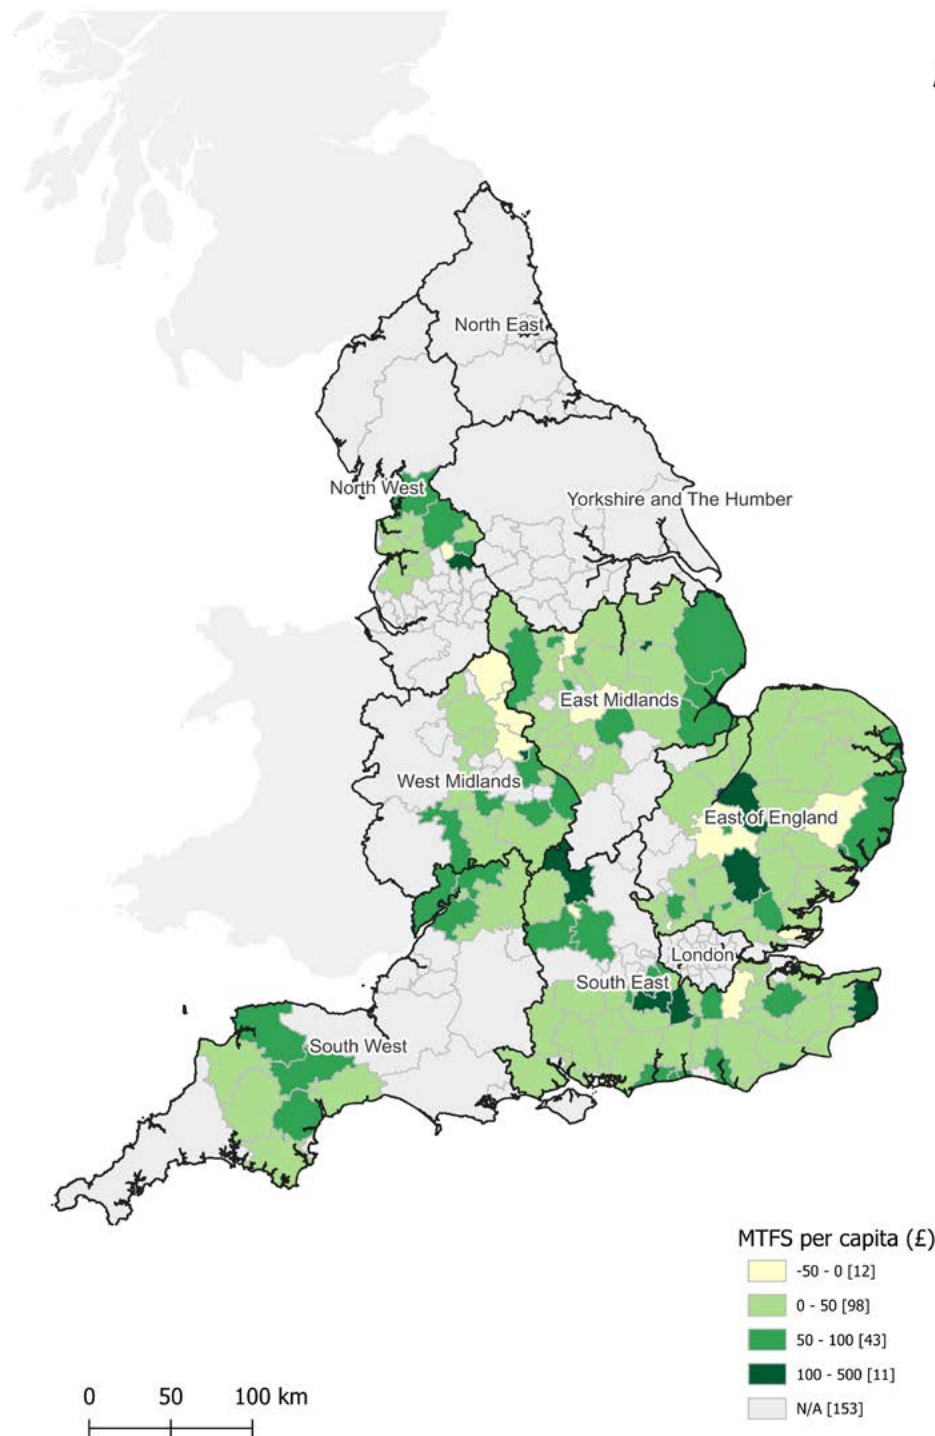 North East
North West
Yorkshire and The Humber
East Midlands
West Midlands
East of England
London
South East
South West
MTFS per capita (£)
-50 - 0 [12]
0 - 50 [98]
50 - 100 [43]
100 - 500 [11]
N/A [153]
0 50 100 km